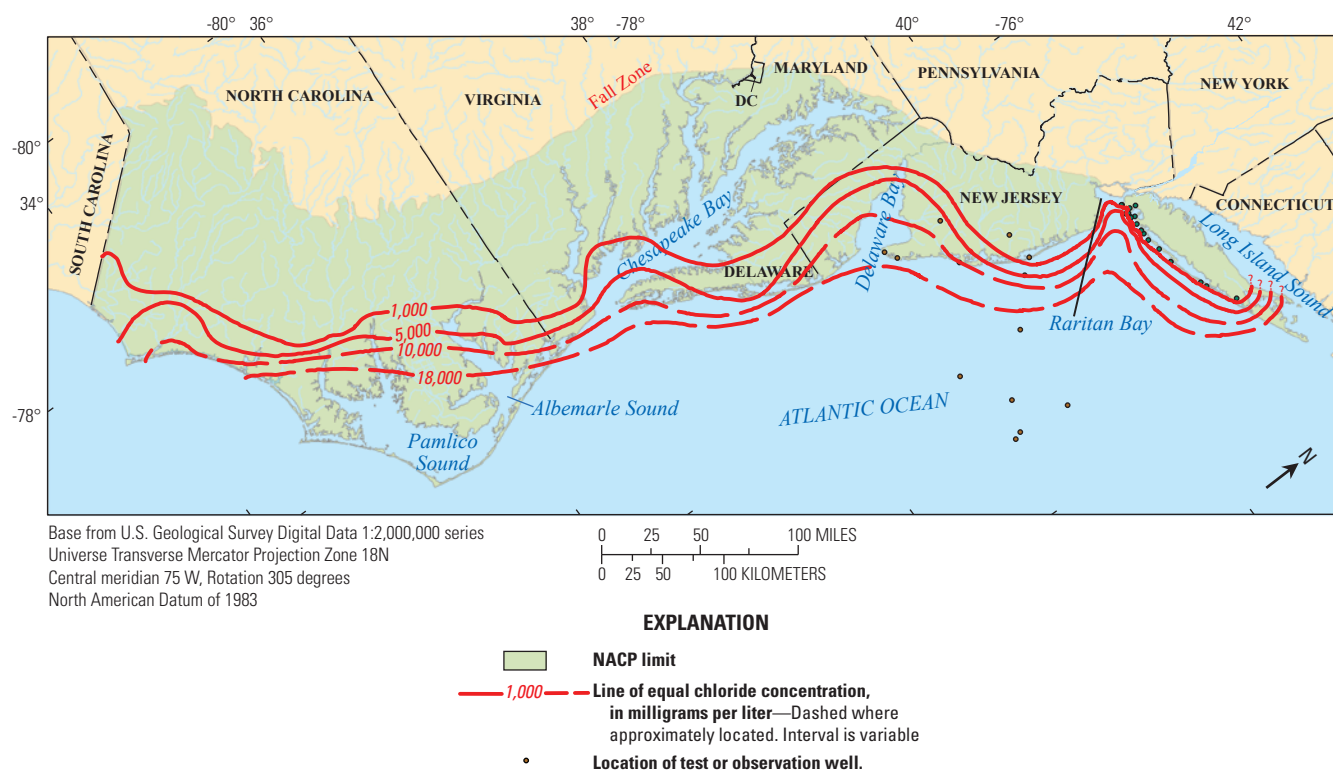 -80° 36° 38° -78° 40° -76° 42°
NORTH CAROLINA
VIRGINIA
Fall Zone
MARYLAND
DC
PENNSYLVANIA
NEW YORK
-80°
SOUTH CAROLINA
34°
NEW JERSEY
CONNECTICUT
Chesapeake Bay
Delaware Bay
Long Island Sound
DELAWARE
? ? ? ?
1,000
5,000
10,000
18,000
Raritan Bay
-78°
Albemarle Sound
ATLANTIC OCEAN
Pamlico
Sound
N
Base from U.S. Geological Survey Digital Data 1:2,000,000 series
Universe Transverse Mercator Projection Zone 18N
Central meridian 75 W, Rotation 305 degrees
North American Datum of 1983
0 25 50 100 MILES
0 25 50 100 KILOMETERS
EXPLANATION
NACP limit
1,000 Line of equal chloride concentration,
in milligrams per liter—Dashed where
approximately located. Interval is variable
Location of test or observation well.